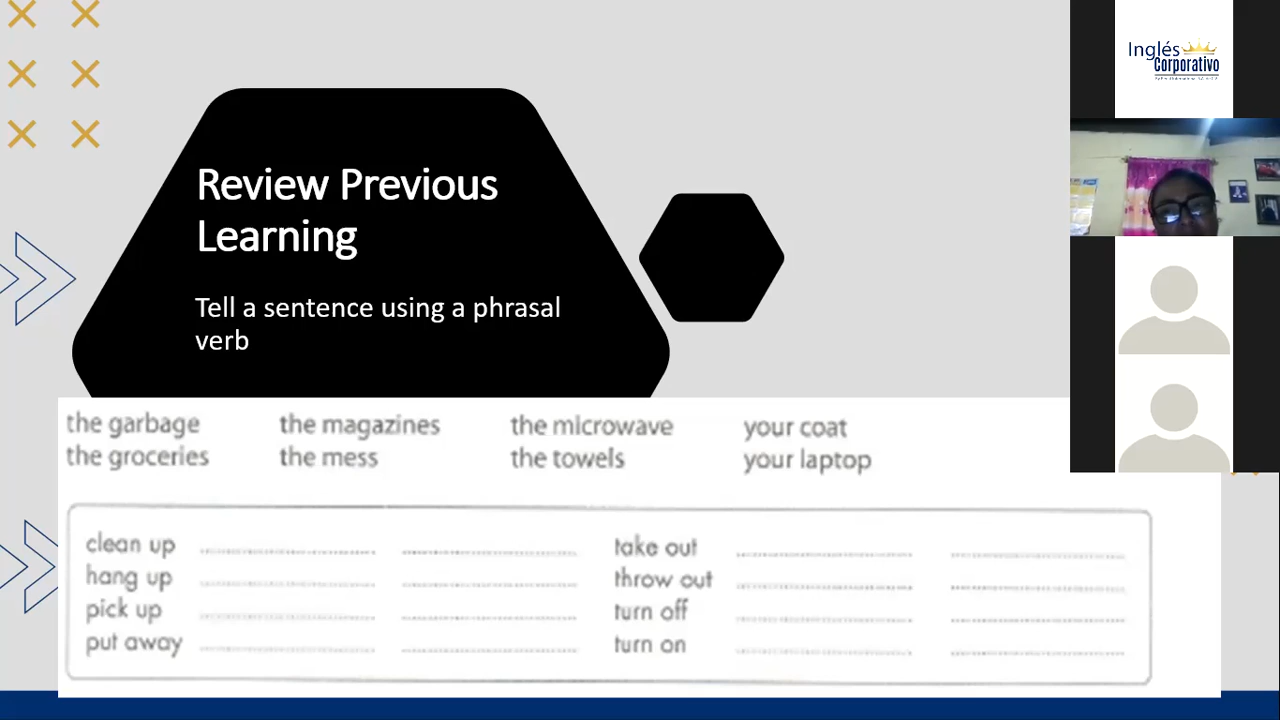 Review Previous
Learning
Tell a sentence using a phrasal
verb
the garbage the magazines the microwave your coat
the groceries the mess the towels your laptop
clean up take out
hang up throw out
pick up turn off
put away turn on
Inglés
Corporativo